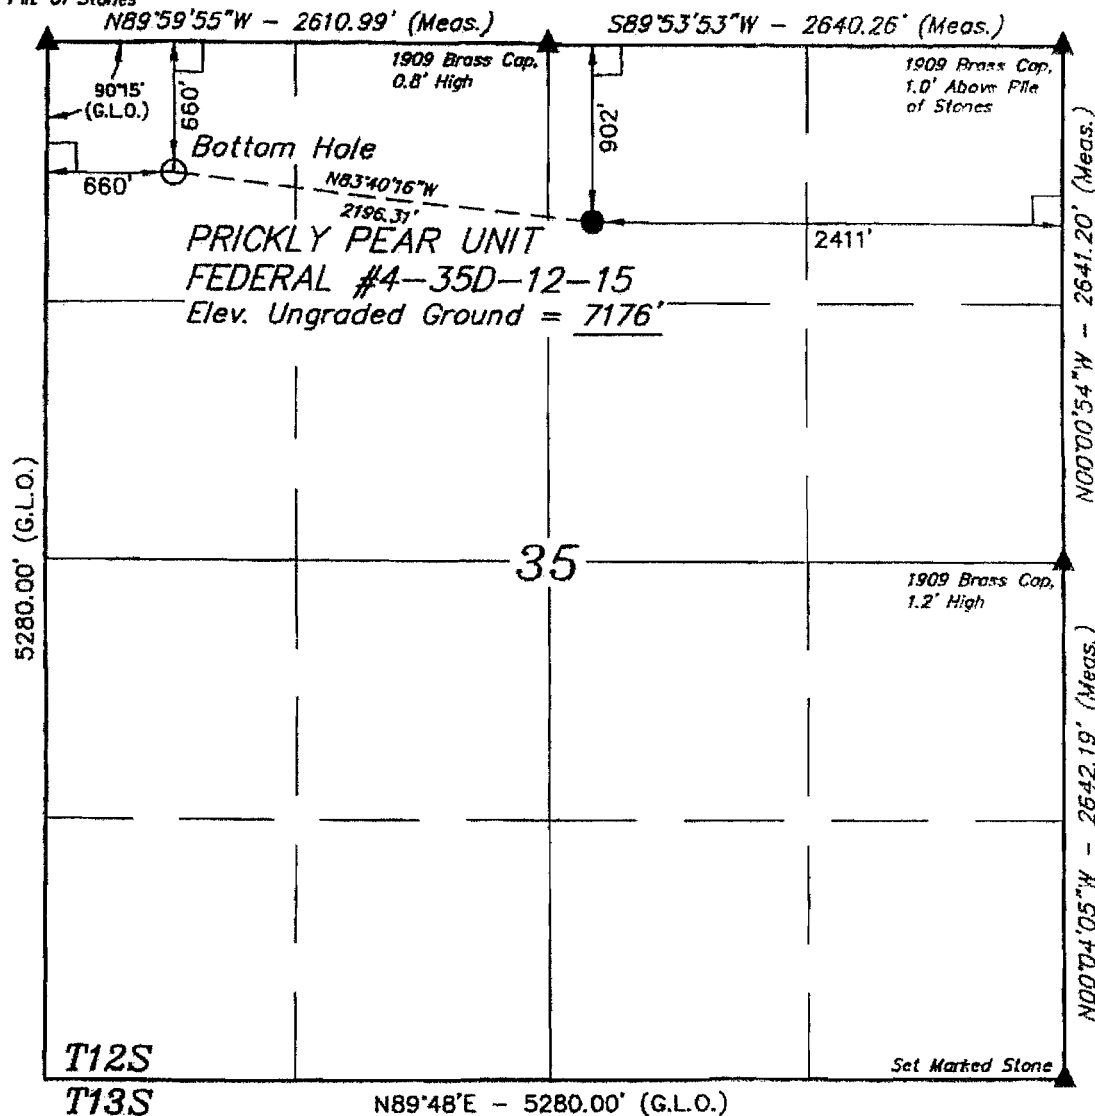 Pile of Stones
N89°59'55"W - 2610.99' (Meas.)
S89°53'53"W - 2640.26' (Meas.)
1909 Brass Cap,
0.8' High
1909 Brass Cap,
1.0' Above Pile
of Stones
90°15'
(G.L.O.)
660'
902'
Bottom Hole
660'
N83°40'16"W
2196.31'
2411'
PRICKLY PEAR UNIT
FEDERAL #4-35D-12-15
Elev. Ungraded Ground = 7176'
N00°00'54"W - 2641.20' (Meas.)
5280.00' (G.L.O.)
35
1909 Brass Cap,
1.2' High
N00°04'05"W - 2642.19' (Meas.)
T12S
Set Marked Stone
T13S
N89°48'E - 5280.00' (G.L.O.)